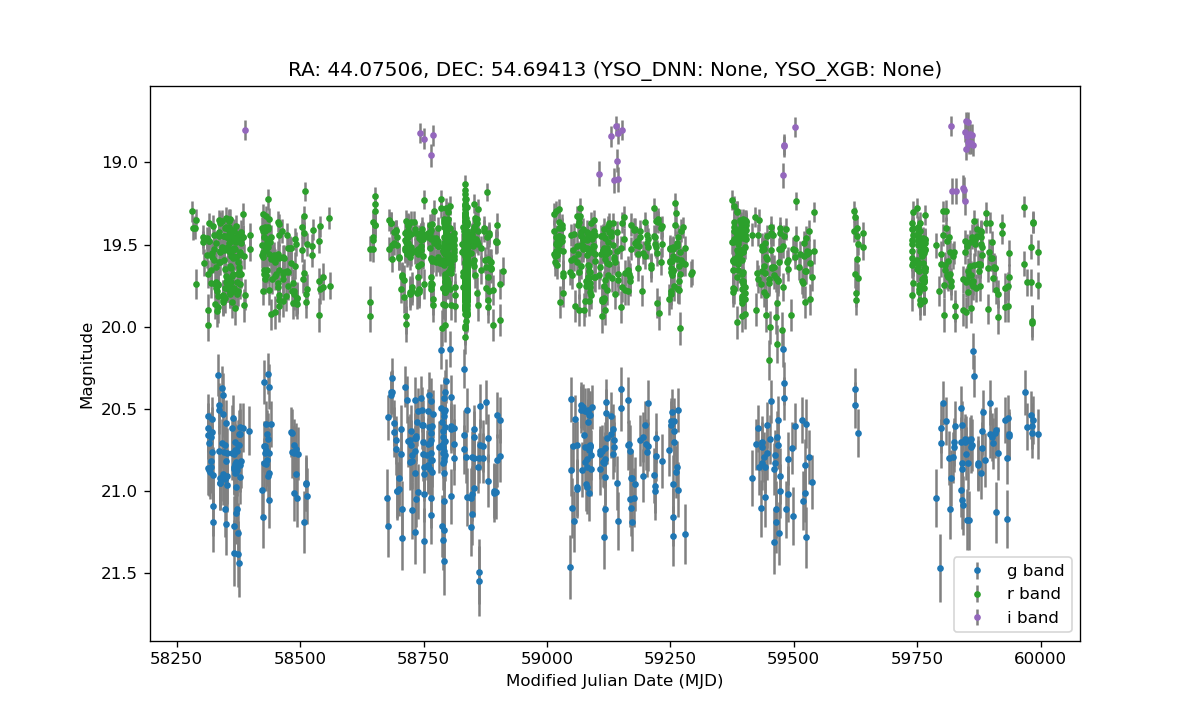 RA: 44.07506, DEC: 54.69413 (YSO_DNN: None, YSO_XGB: None)
19.0
19.5
20.0
20.5
21.0
21.5
Magnitude
g band
r band
i band
58250 58500 58750 59000 59250 59500 59750 60000
Modified Julian Date (MJD)